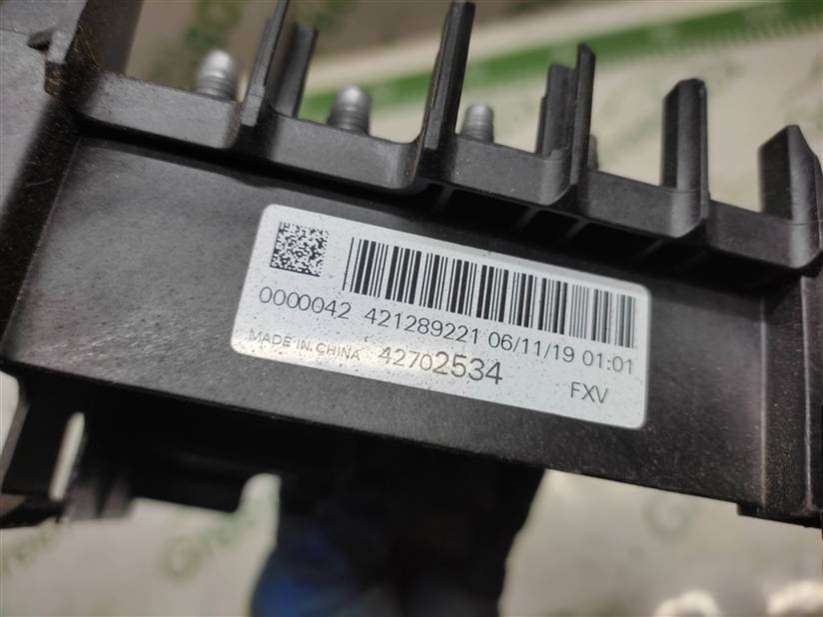 0000042 421289221 06/11/19 01:01
MADE IN CHINA 42702534 FXV